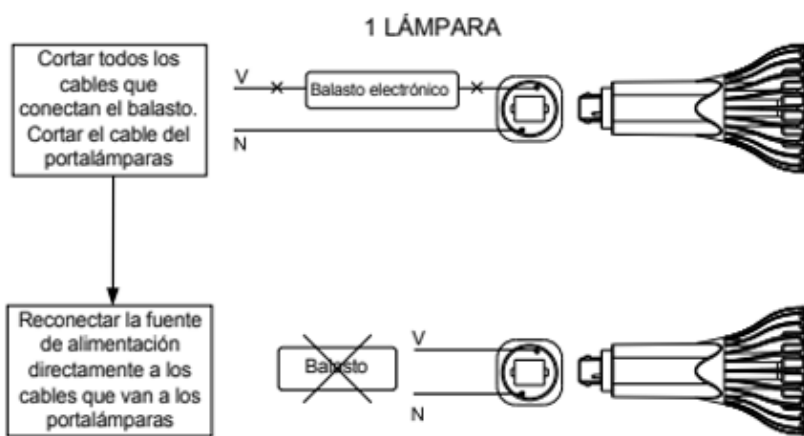 1 LÁMPARA
Cortar todos los
cables que
conectan el balasto.
Cortar el cable del
portalámparas
V
Balasto electrónico
N
Reconectar la fuente
de alimentación
directamente a los
cables que van a los
portalámparas
Balasto
V
N